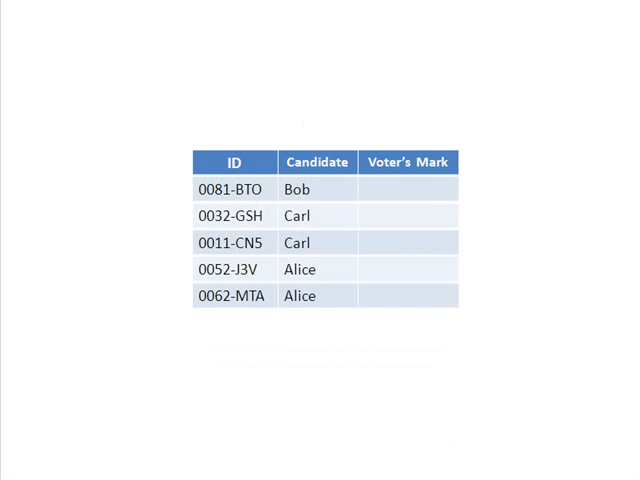 ID Candidate Voter's Mark
0081-BTO Bob
0032-GSH Carl
0011-CN5 Carl
0052-J3V Alice
0062-MTA Alice